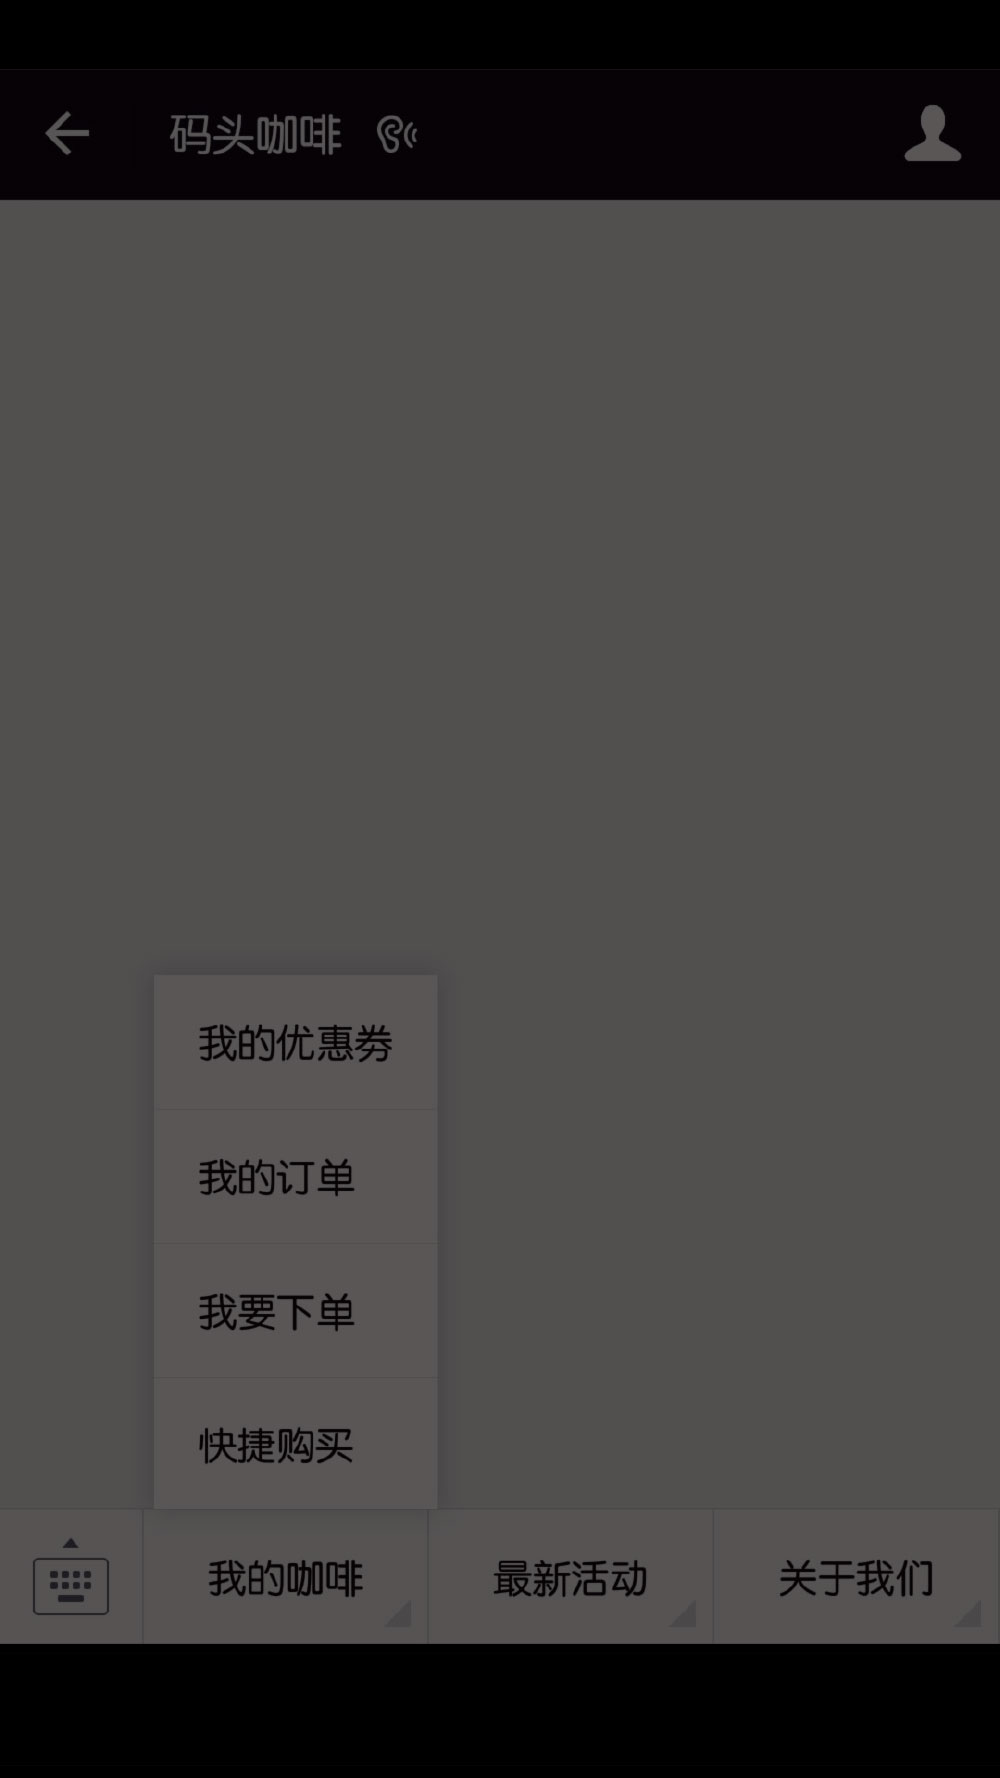 码头咖啡
我的优惠券
我的订单
我要下单
快捷购买
我的咖啡
最新活动
关于我们